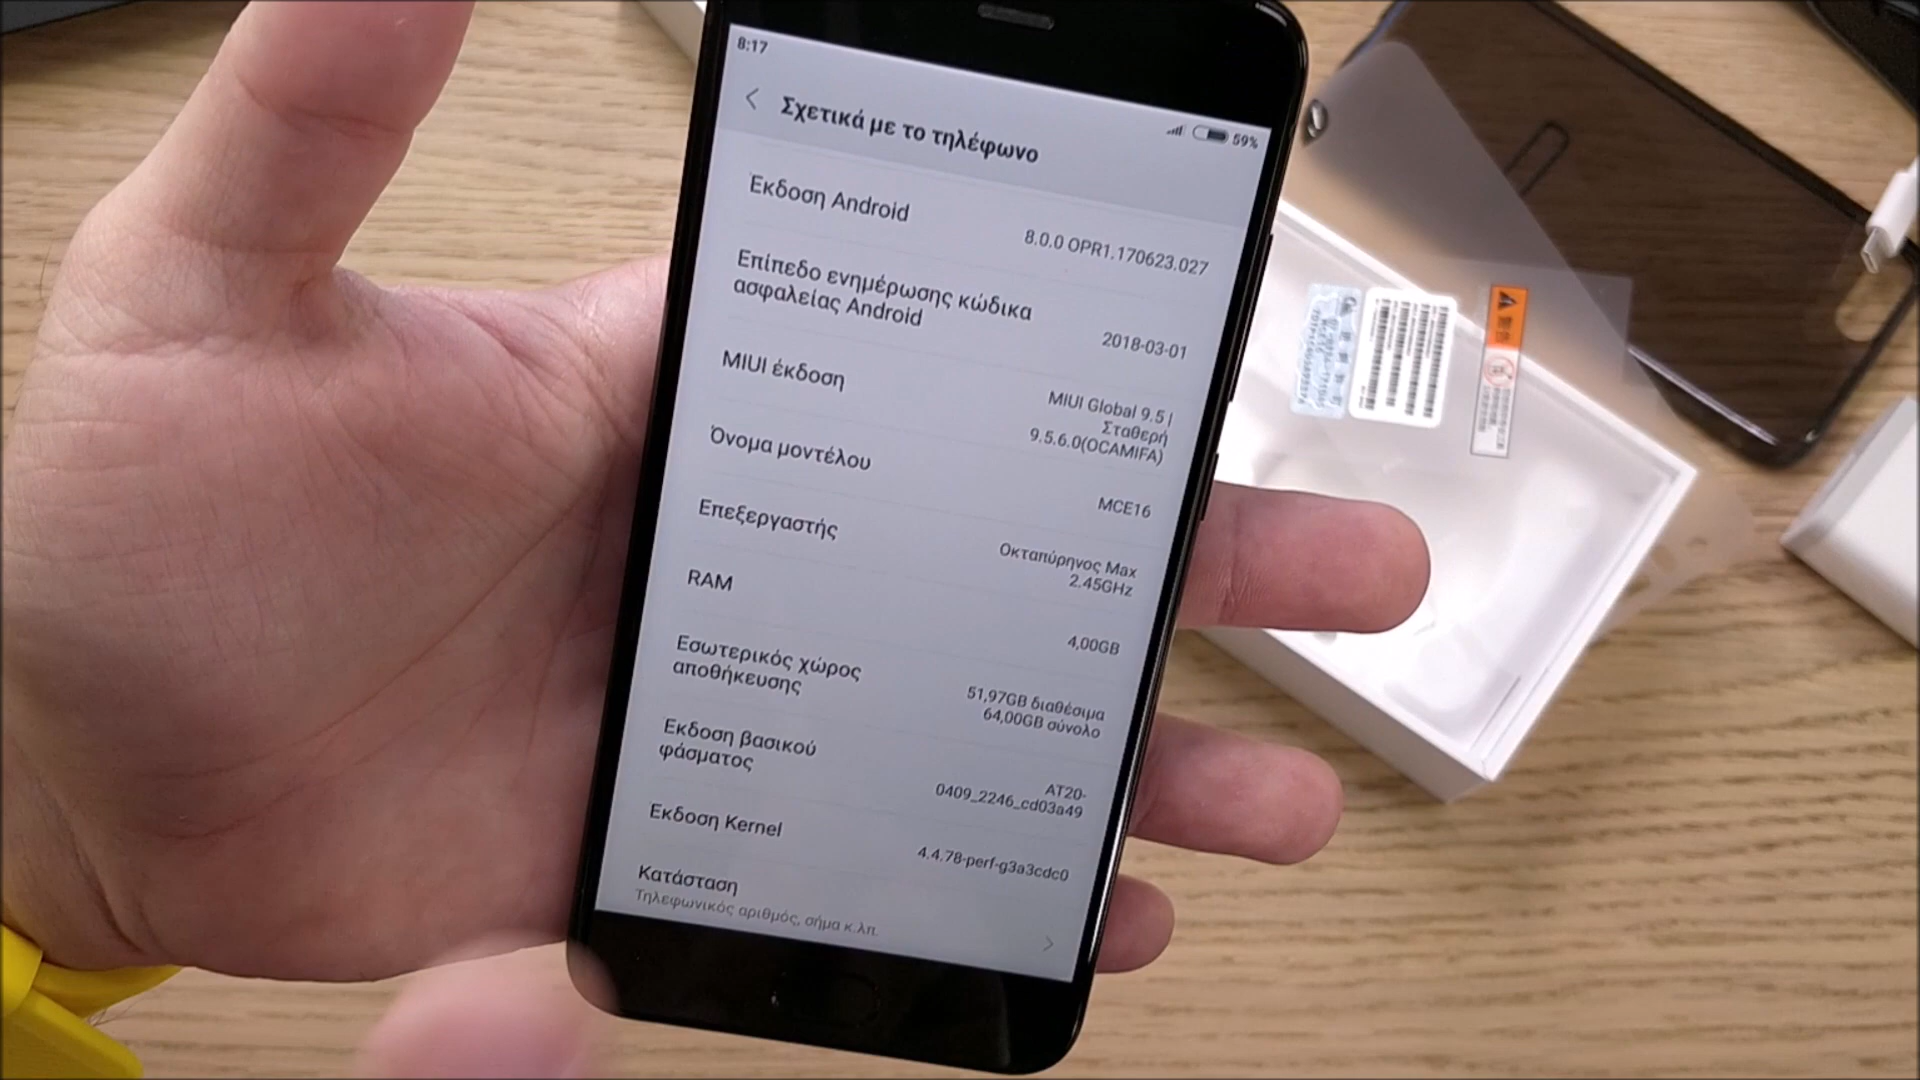 8:17
59%
Σχετικά με το τηλέφωνο
Έκδοση Android
8.0.0 OPR1.170623.027
Επίπεδο ενημέρωσης κώδικα
ασφαλείας Android
2018-03-01
MIUI έκδοση
MIUI Global 9.5 |
Σταθερή
9.5.6.0(OCAMIFA)
Όνομα μοντέλου
MCE16
Επεξεργαστής
Οκταπύρηνος Max
2.45GHz
RAM
4,00GB
Εσωτερικός χώρος
αποθήκευσης
51,97GB διαθέσιμα
64,00GB σύνολο
Έκδοση βασικού
φάσματος
AT20-
0409_2246_cd03a49
Έκδοση Kernel
4.4.78-perf-g3a3cdc0
Κατάσταση
Τηλεφωνικός αριθμός, σήμα κ.λπ.